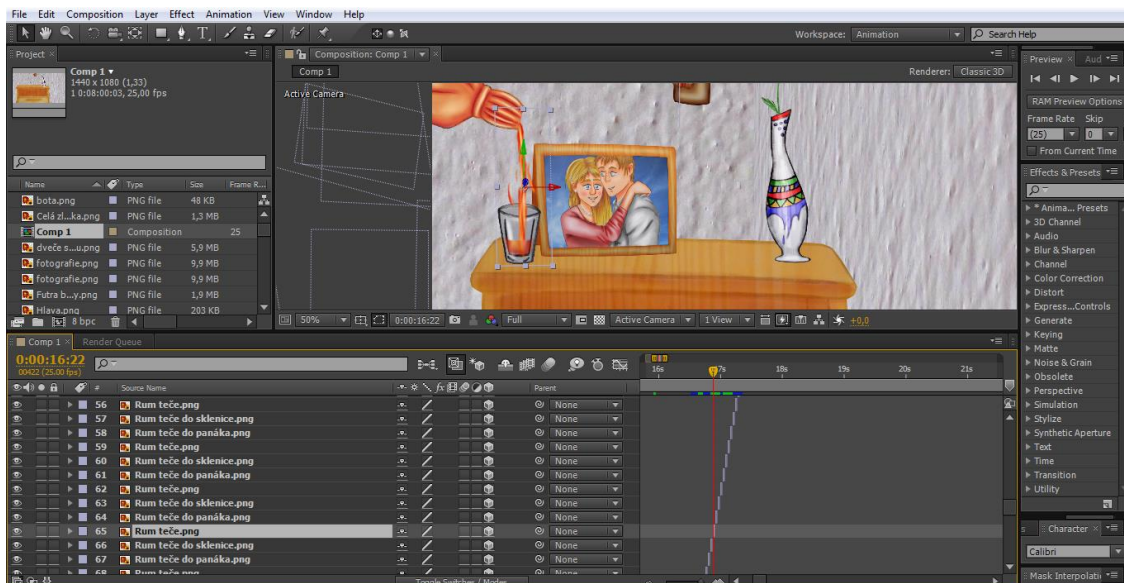 File Edit Composition Layer Effect Animation View Window Help
Workspace: Animation Search Help
Project
Comp 1
1440 x 1080 (1,33)
1 0:08:00:03, 25,00 fps
Name Type Size Frame R...
bota.png PNG file 48 KB
Celá zl...ka.png PNG file 1,3 MB
Comp 1 Composition 25
dveče s...u.png PNG file 5,9 MB
fotografie.png PNG file 9,9 MB
fotografie.png PNG file 9,9 MB
Futra b...y.png PNG file 1,9 MB
Hlava.png PNG file 203 KB
8 bpc
Composition: Comp 1
Comp 1
Renderer: Classic 3D
Active Camera
50% 0:00:16:22 Full Active Camera 1 View +0,0
Preview Aud
RAM Preview Options
Frame Rate Skip
(25) 0
From Current Time
Effects & Presets
* Anima... Presets
3D Channel
Audio
Blur & Sharpen
Channel
Color Correction
Distort
Express...Controls
Generate
Keying
Matte
Noise & Grain
Obsolete
Perspective
Simulation
Stylize
Synthetic Aperture
Text
Time
Transition
Utility
Character
Calibri
Mask Interpolati
Comp 1 Render Queue
0:00:16:22
00422 (25.00 fps)
16s 17s 18s 19s 20s 21s
# Source Name Parent
56 Rum teče.png None
57 Rum teče do sklenice.png None
58 Rum teče do panáka.png None
59 Rum teče.png None
60 Rum teče do sklenice.png None
61 Rum teče do panáka.png None
62 Rum teče.png None
63 Rum teče do sklenice.png None
64 Rum teče do panáka.png None
65 Rum teče.png None
66 Rum teče do sklenice.png None
67 Rum teče do panáka.png None
68 Rum teče.png None
Toggle Switches / Modes